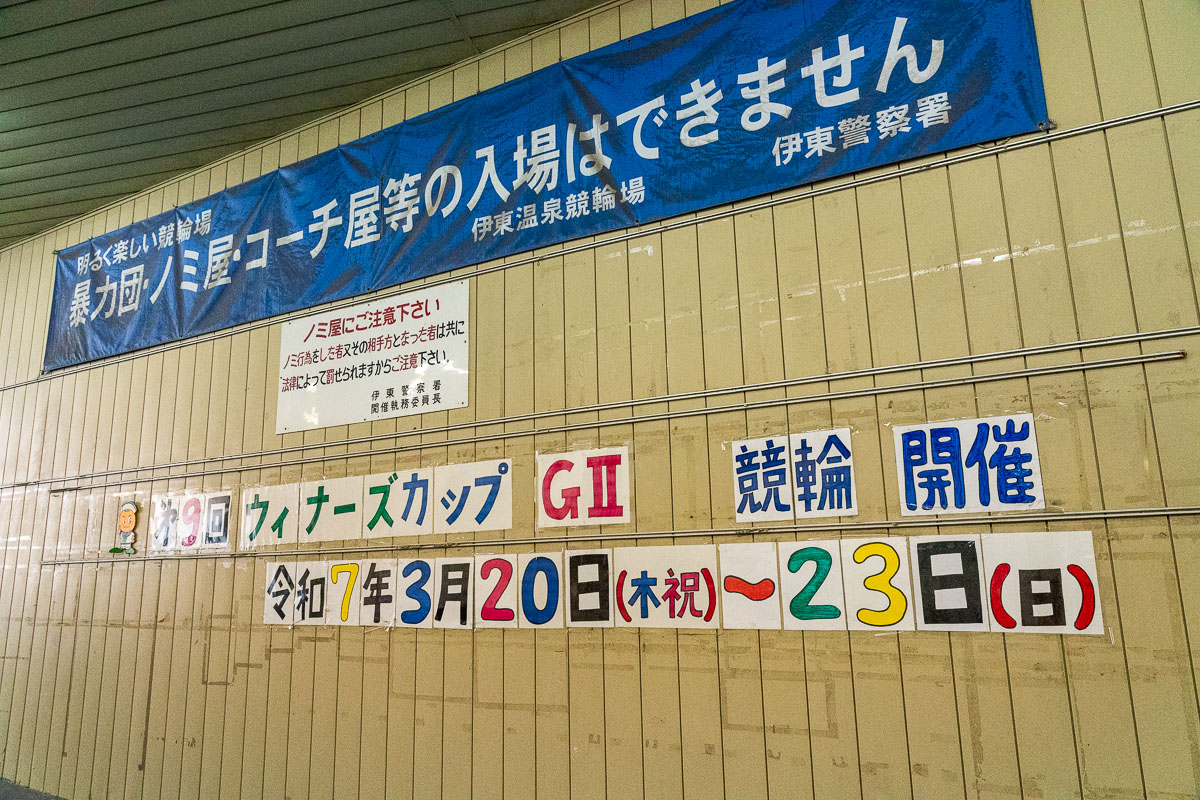 明るく楽しい競輪場
暴力団・ノミ屋・コーチ屋等の入場はできません
伊東温泉競輪場 伊東警察署
ノミ屋にご注意下さい
ノミ行為をした者又その相手方となった者は共に
法律によって罰せられますからご注意下さい。
伊東警察署
開催執務委員長
第9回 ウィナーズカップ GⅡ 競輪 開催
令和7年3月20日(木祝)~23日(日)